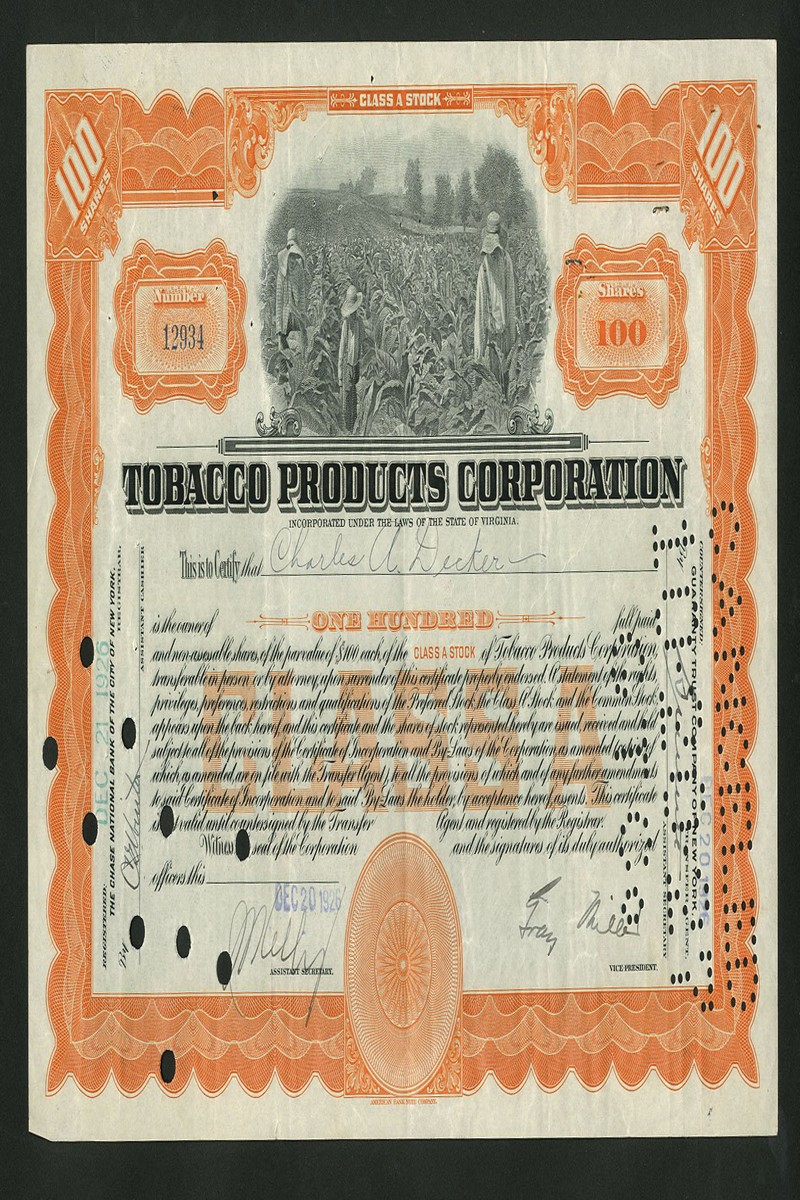 CLASS A STOCK
100 SHARES
100 SHARES
Number
12934
Shares
100
TOBACCO PRODUCTS CORPORATION
INCORPORATED UNDER THE LAWS OF THE STATE OF VIRGINIA.
This is to Certify that Charles A. Decker
is the owner of ONE HUNDRED full paid
and non-assessable shares, of the par value of $100 each, of the CLASS A STOCK of Tobacco Products Corporation,
transferable in person or by attorney, upon surrender of this certificate properly endorsed. A statement of the rights,
privileges, preferences, restrictions and qualifications of the Preferred Stock, the Class A Stock and the Common Stock,
appears upon the back hereof, and this certificate and the shares of stock represented hereby are issued, received and held
subject to all of the provisions of the Certificate of Incorporation and By-Laws of the Corporation as amended, copies of
which, as amended, are on file with the Transfer Agent, to all the provisions of which and of any further amendments
to said Certificate of Incorporation and to said By-Laws the holder, by acceptance hereof, assents. This certificate
is not valid until countersigned by the Transfer Agent and registered by the Registrar.
Witness seal of the Corporation and the signatures of its duly authorized
officers this
DEC 20 1926
CLASS A
ASSISTANT SECRETARY.
VICE-PRESIDENT.
AMERICAN BANK NOTE COMPANY.
REGISTERED:
DEC 21 1926
THE CHASE NATIONAL BANK OF THE CITY OF NEW YORK,
REGISTRAR.
By
ASSISTANT CASHIER
COUNTERSIGNED:
GUARANTY TRUST COMPANY OF NEW YORK,
TRANSFER AGENT.
By
ASSISTANT SECRETARY